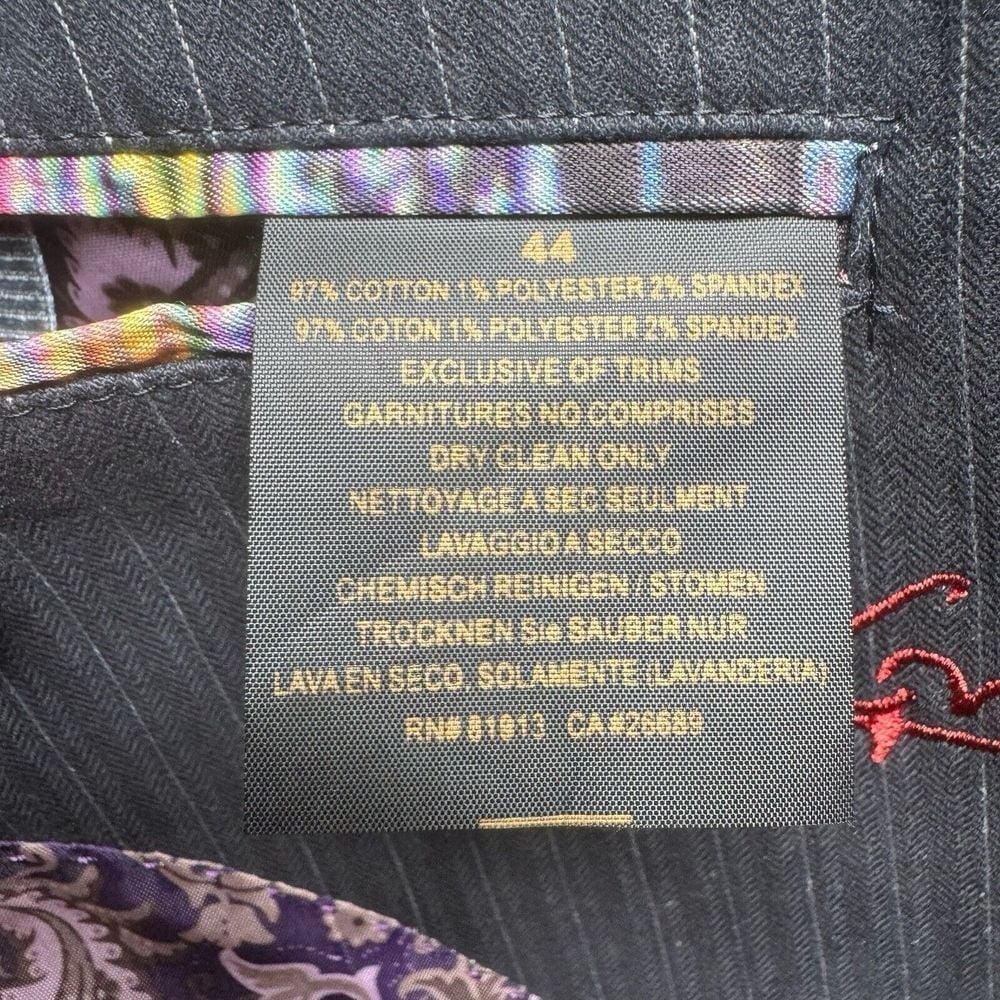 44
97% COTTON 1% POLYESTER 2% SPANDEX
97% COTON 1% POLYESTER 2% SPANDEX
EXCLUSIVE OF TRIMS
GARNITURES NO COMPRISES
DRY CLEAN ONLY
NETTOYAGE A SEC SEULMENT
LAVAGGIO A SECCO
CHEMISCH REINIGEN / STOMEN
TROCKNEN Sie SAUBER NUR
LAVA EN SECO, SOLAMENTE (LAVANDERIA)
RN# 81913 CA#26689